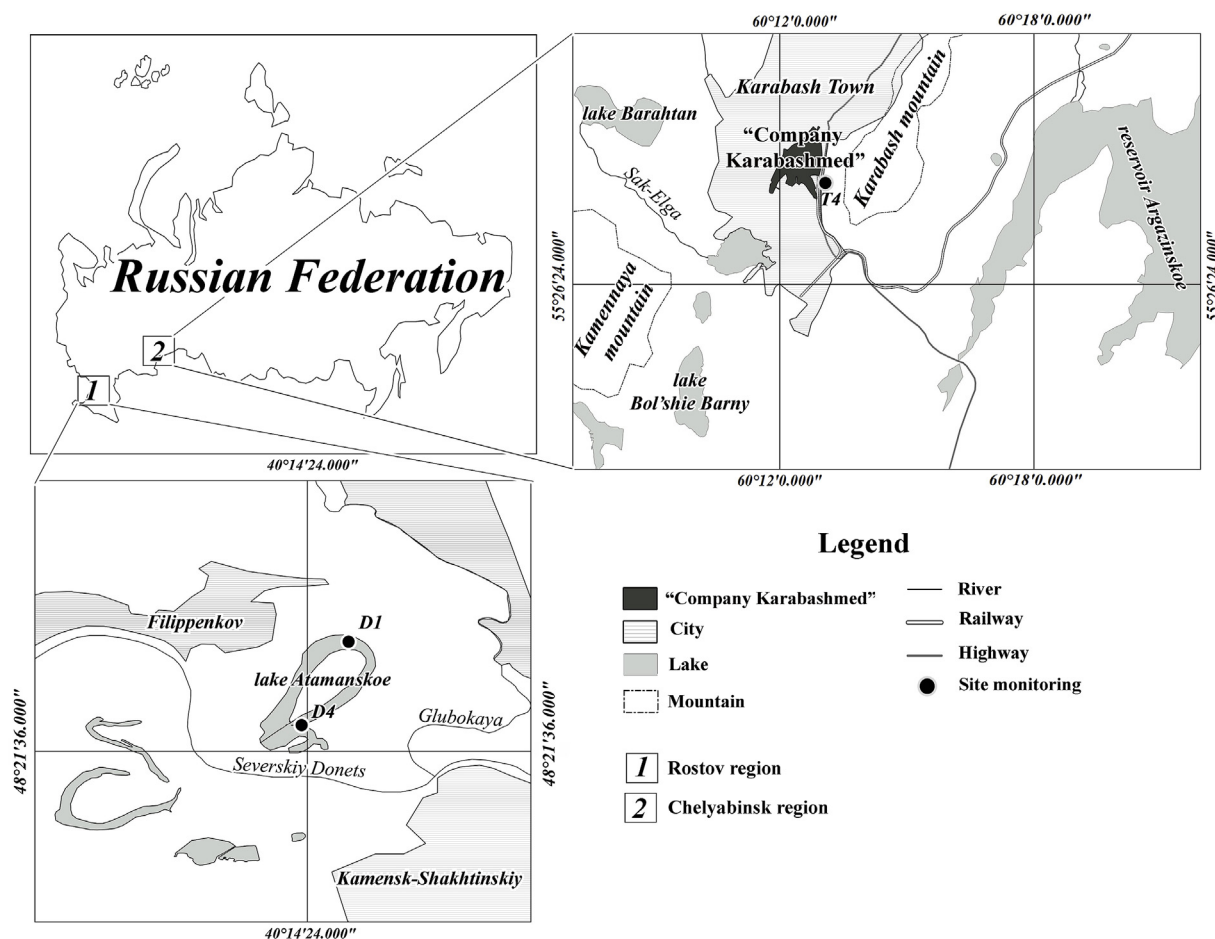 Russian Federation
1
2
60°12'0.000"
60°18'0.000"
Karabash Town
lake Barahtan
“Company
Karabashmed”
Karabash mountain
T4
Sak-Elga
Kamennaya
mountain
lake
Bol'shie Barny
reservoir Argazinskoe
55°26'24.000"
55°26'24.000"
60°12'0.000"
60°18'0.000"
40°14'24.000"
Filippenkov
D1
lake Atamanskoe
D4
Glubokaya
Severskiy Donets
Kamensk-Shakhtinskiy
48°21'36.000"
48°21'36.000"
40°14'24.000"
Legend
“Company Karabashmed”
City
Lake
Mountain
River
Railway
Highway
Site monitoring
1 Rostov region
2 Chelyabinsk region